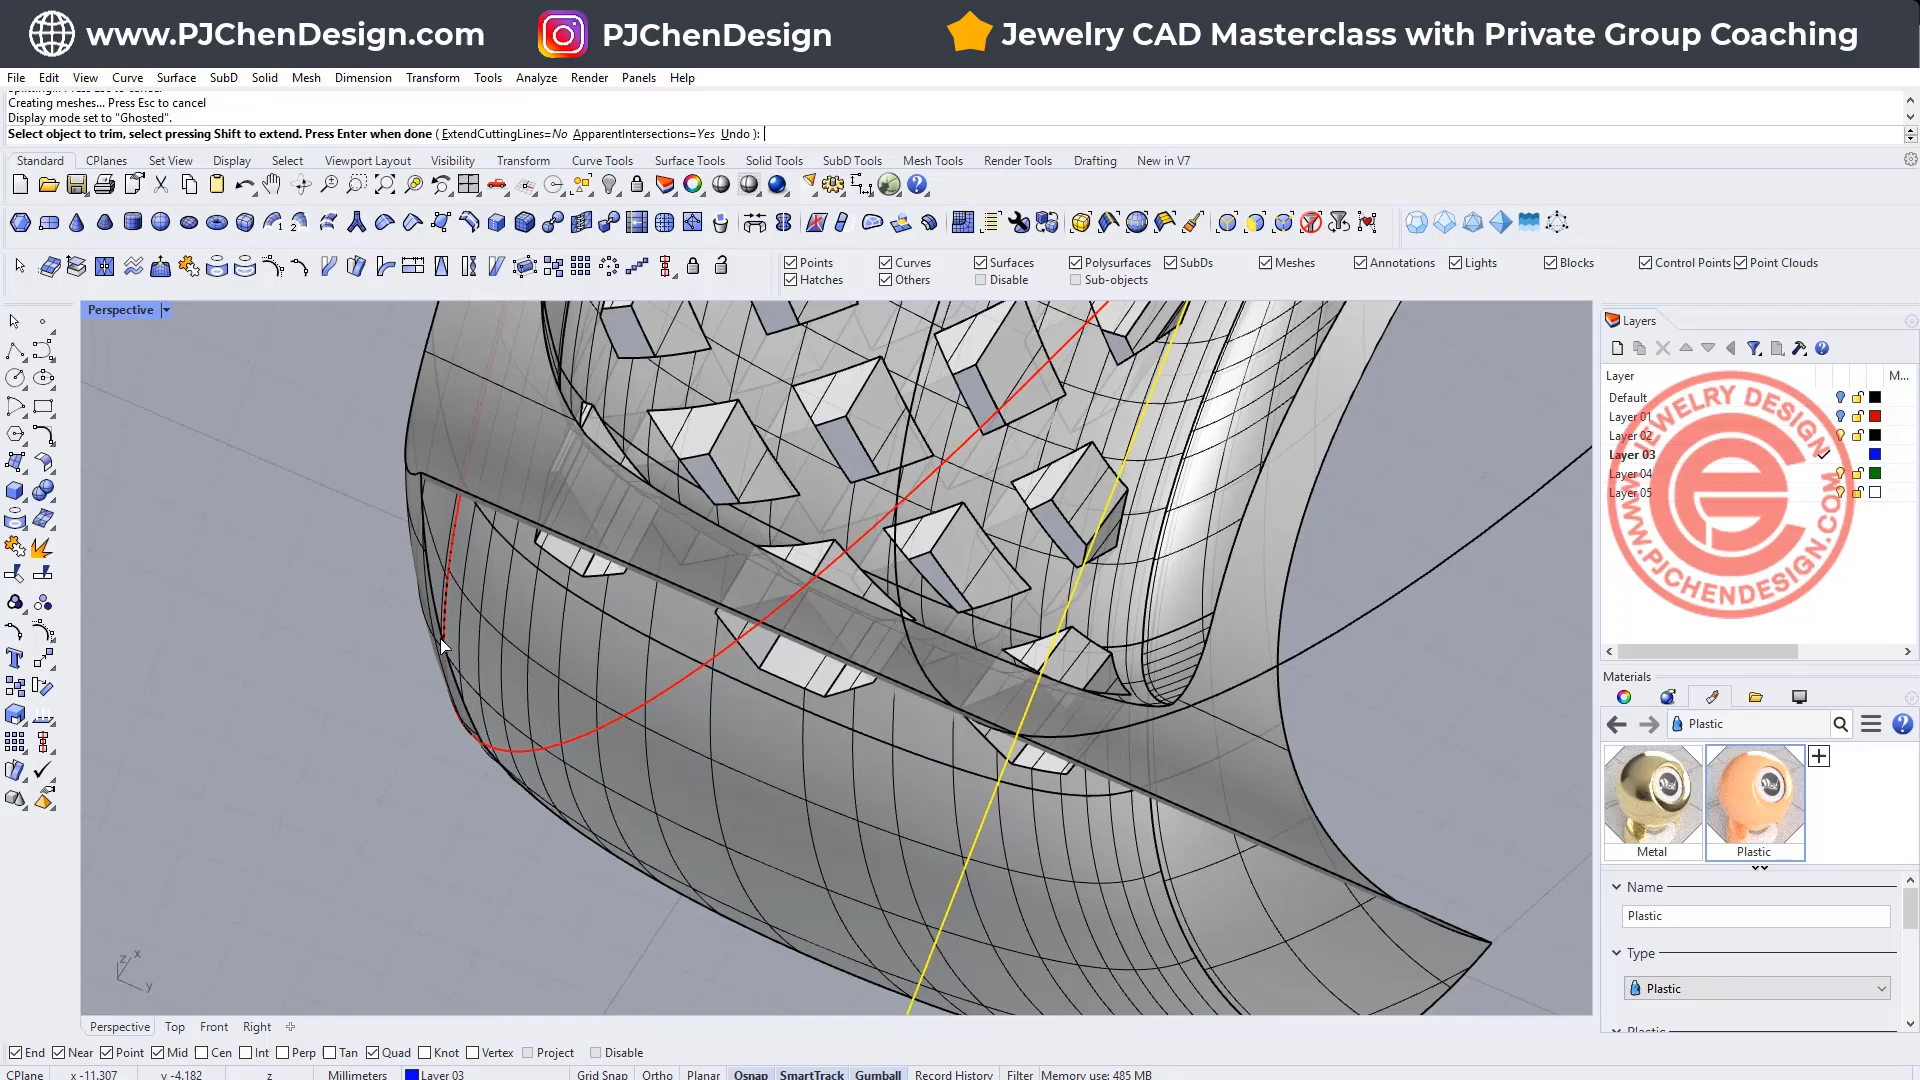 www.PJChenDesign.com PJChenDesign Jewelry CAD Masterclass with Private Group Coaching
File Edit View Curve Surface SubD Solid Mesh Dimension Transform Tools Analyze Render Panels Help
Splitting... Press Esc to cancel
Creating meshes... Press Esc to cancel
Display mode set to "Ghosted".
Select object to trim, select pressing Shift to extend. Press Enter when done ( ExtendCuttingLines=No ApparentIntersections=Yes Undo ):
Standard CPlanes Set View Display Select Viewport Layout Visibility Transform Curve Tools Surface Tools Solid Tools SubD Tools Mesh Tools Render Tools Drafting New in V7
Points Curves Surfaces Polysurfaces SubDs Meshes Annotations Lights Blocks Control Points Point Clouds
Hatches Others Disable Sub-objects
Perspective
Layers
Layer M...
Default
Layer 01
Layer 02
Layer 03
Layer 04
Layer 05
JEWELRY DESIGN
WWW.PJCHENDESIGN.COM
Materials
Plastic
Metal Plastic
Name
Plastic
Type
Plastic
Plastic
z x
y
Perspective Top Front Right
End Near Point Mid Cen Int Perp Tan Quad Knot Vertex Project Disable
CPlane x -11.307 y -4.182 z Millimeters Layer 03 Grid Snap Ortho Planar Osnap SmartTrack Gumball Record History Filter Memory use: 485 MB